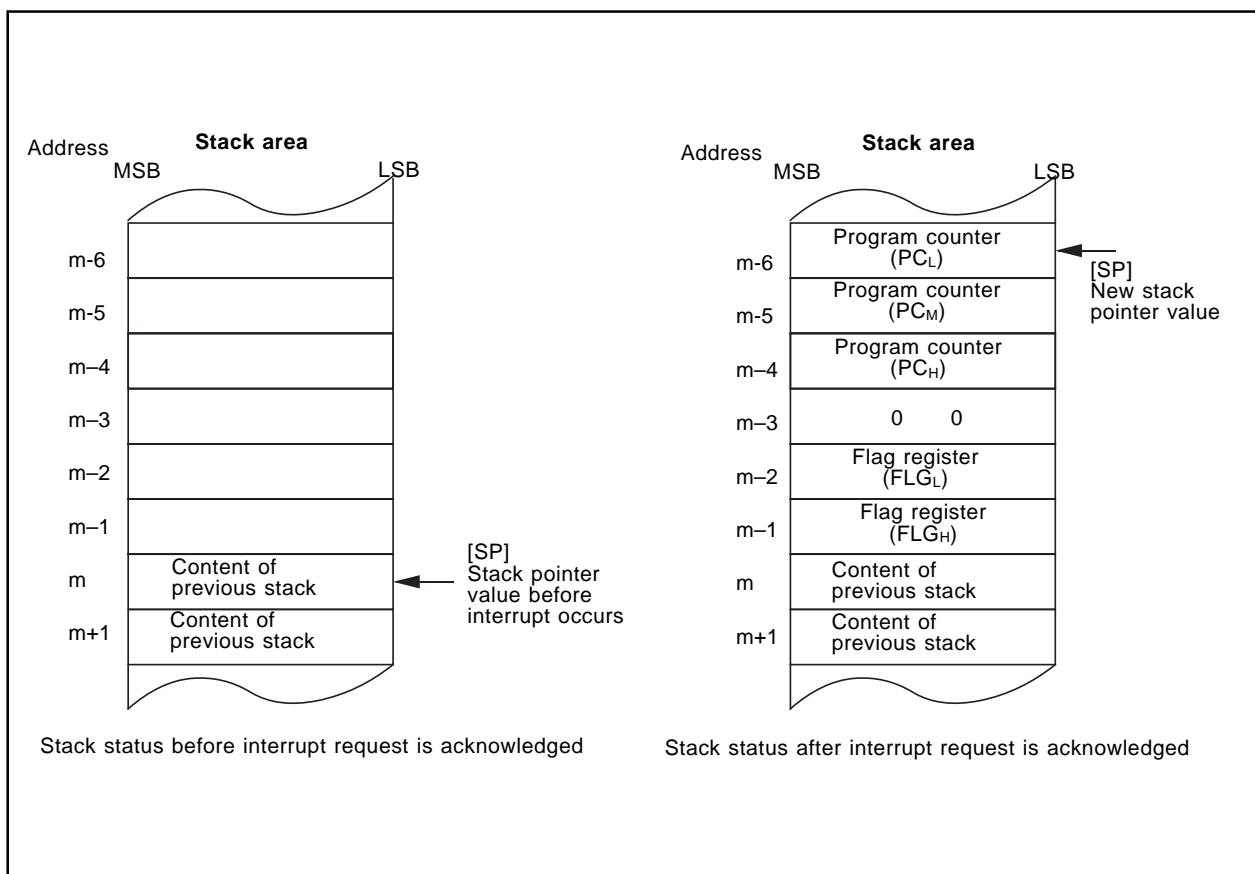 Stack area
Address
MSB
LSB
m-6
m-5
m–4
m–3
m–2
m–1
m
Content of
previous stack
m+1
Content of
previous stack
[SP]
Stack pointer
value before
interrupt occurs
Stack status before interrupt request is acknowledged
Stack area
Address
MSB
LSB
m-6
Program counter
(PCL)
[SP]
New stack
pointer value
m-5
Program counter
(PCM)
m–4
Program counter
(PCH)
m–3
0 0
m–2
Flag register
(FLGL)
m–1
Flag register
(FLGH)
m
Content of
previous stack
m+1
Content of
previous stack
Stack status after interrupt request is acknowledged